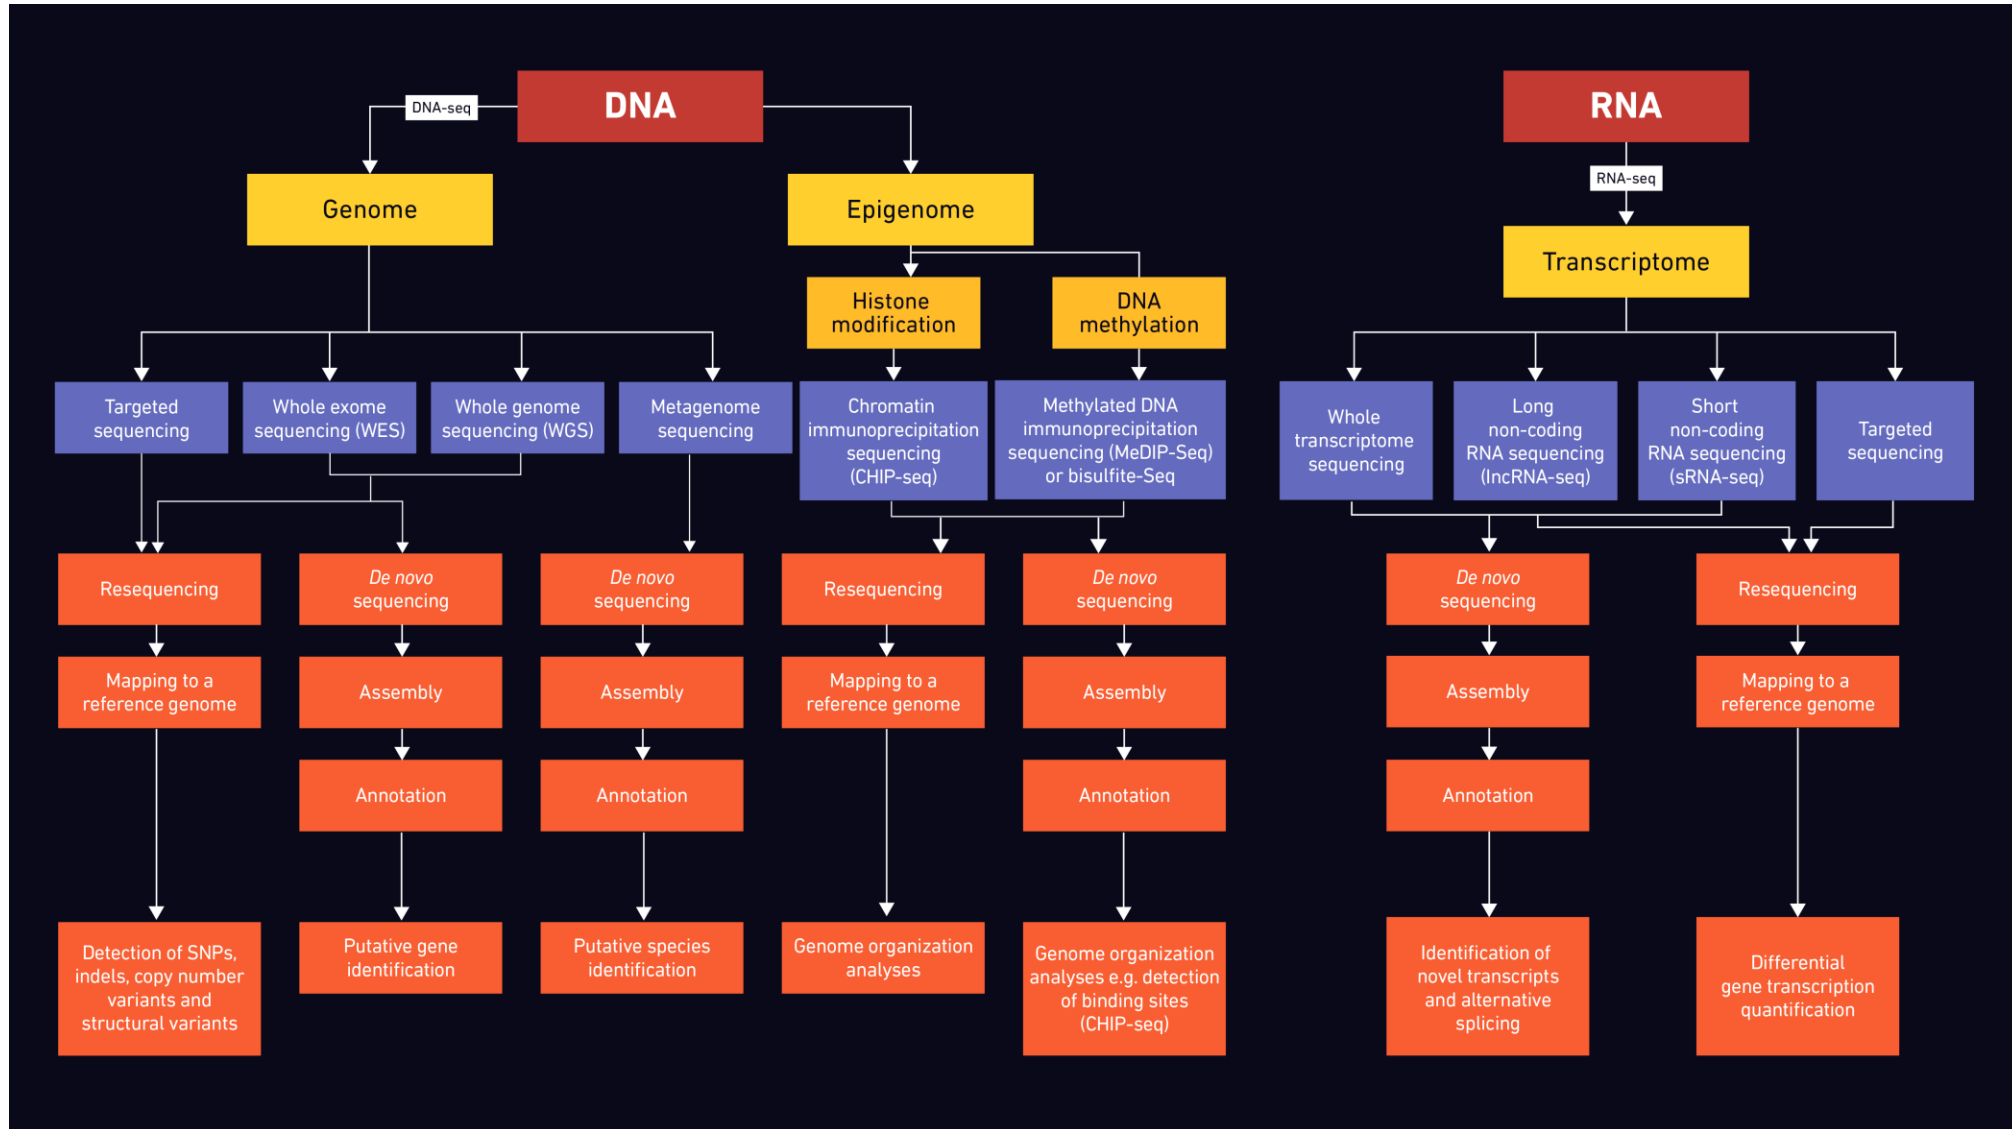 DNA
RNA
DNA-seq
RNA-seq
Genome
Epigenome
Transcriptome
Histone
modification
DNA
methylation
Targeted
sequencing
Whole exome
sequencing (WES)
Whole genome
sequencing (WGS)
Metagenome
sequencing
Chromatin
immunoprecipitation
sequencing
(CHIP-seq)
Methylated DNA
immunoprecipitation
sequencing (MeDIP-Seq)
or bisulfite-Seq
Whole
transcriptome
sequencing
Long
non-coding
RNA sequencing
(lncRNA-seq)
Short
non-coding
RNA sequencing
(sRNA-seq)
Targeted
sequencing
Resequencing
De novo
sequencing
De novo
sequencing
Resequencing
De novo
sequencing
De novo
sequencing
Resequencing
Mapping to a
reference genome
Assembly
Assembly
Mapping to a
reference genome
Assembly
Assembly
Mapping to a
reference genome
Annotation
Annotation
Annotation
Annotation
Detection of SNPs,
indels, copy number
variants and
structural variants
Putative gene
identification
Putative species
identification
Genome organization
analyses
Genome organization
analyses e.g. detection
of binding sites
(CHIP-seq)
Identification of
novel transcripts
and alternative
splicing
Differential
gene transcription
quantification